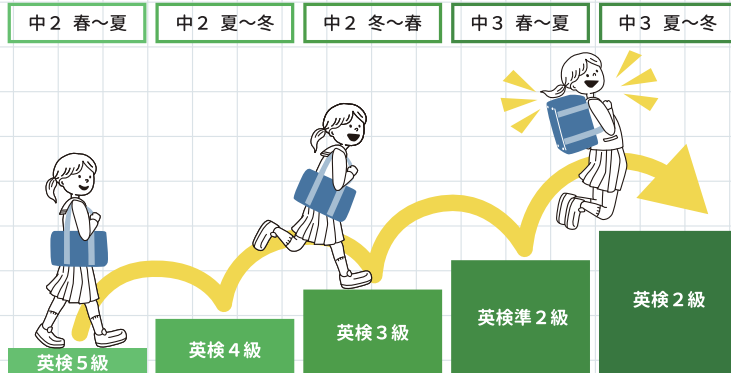 中２ 春～夏
中２ 夏～冬
中２ 冬～春
中３ 春～夏
中３ 夏～冬
英検５級
英検４級
英検３級
英検準２級
英検２級